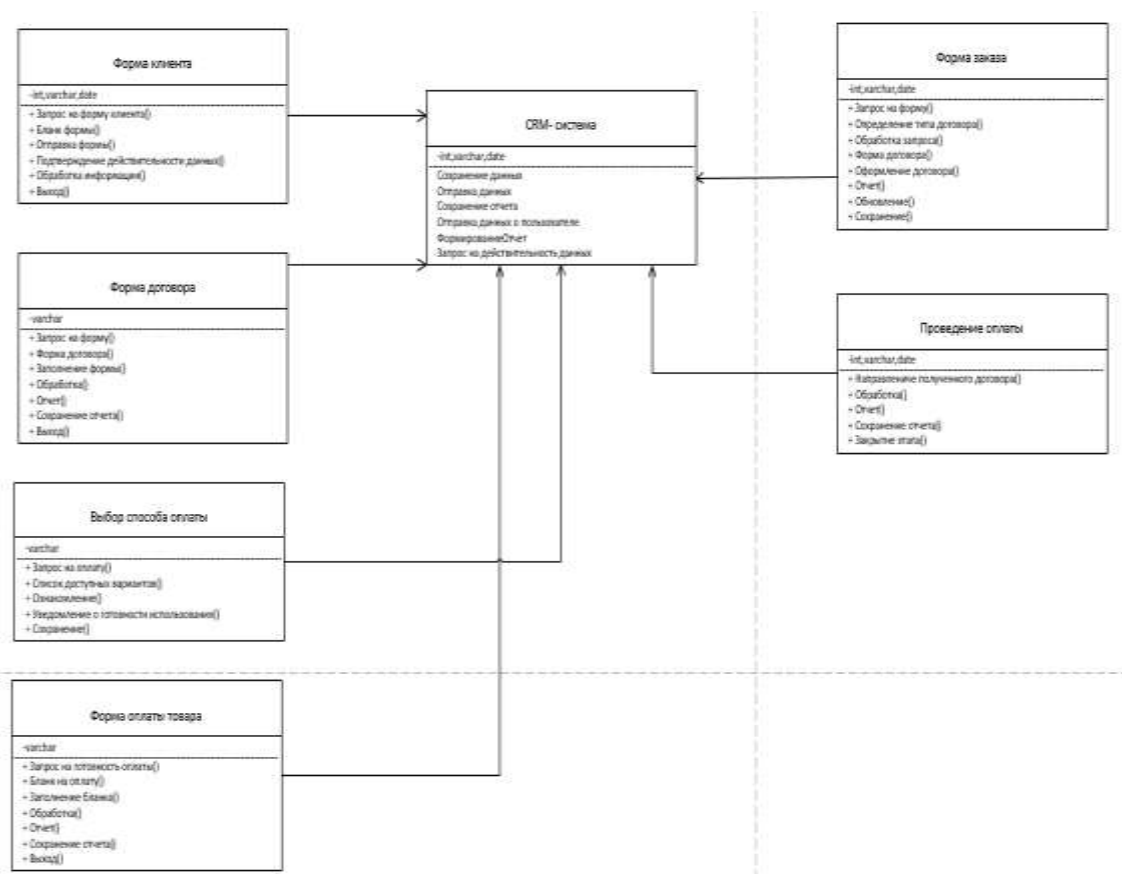 Форма клиента
-int,varchar,date
+ Запрос на форму клиента()
+ Бланк формы()
+ Отправка формы()
+ Подтверждение действительности данных()
+ Обработка информации()
+ Выход()
CRM- система
-int,varchar,date
Сохранение данных
Отправка данных
Сохранение отчета
Отправка данных о пользователе
ФормированиеОтчет
Запрос на действительность данных
Форма заказа
-int,varchar,date
+ Запрос на форму()
+ Определение типа договора()
+ Обработка запроса()
+ Форма договора()
+ Оформление договора()
+ Отчет()
+ Обновление()
+ Сохранение()
Форма договора
-varchar
+ Запрос на форму()
+ Форма договора()
+ Заполнение формы()
+ Обработка()
+ Отчет()
+ Сохранение отчета()
+ Выход()
Проведение оплаты
-int,varchar,date
+ Направление полученного договора()
+ Обработка()
+ Отчет()
+ Сохранение отчета()
+ Закрытие этапа()
Выбор способа оплаты
-varchar
+ Запрос на оплату()
+ Список доступных вариантов()
+ Ознакомление()
+ Уведомление о готовности использования()
+ Сохранение()
Форма оплаты товара
-varchar
+ Запрос на готовность оплаты()
+ Бланк на оплату()
+ Заполнение бланка()
+ Обработка()
+ Отчет()
+ Сохранение отчета()
+ Выход()